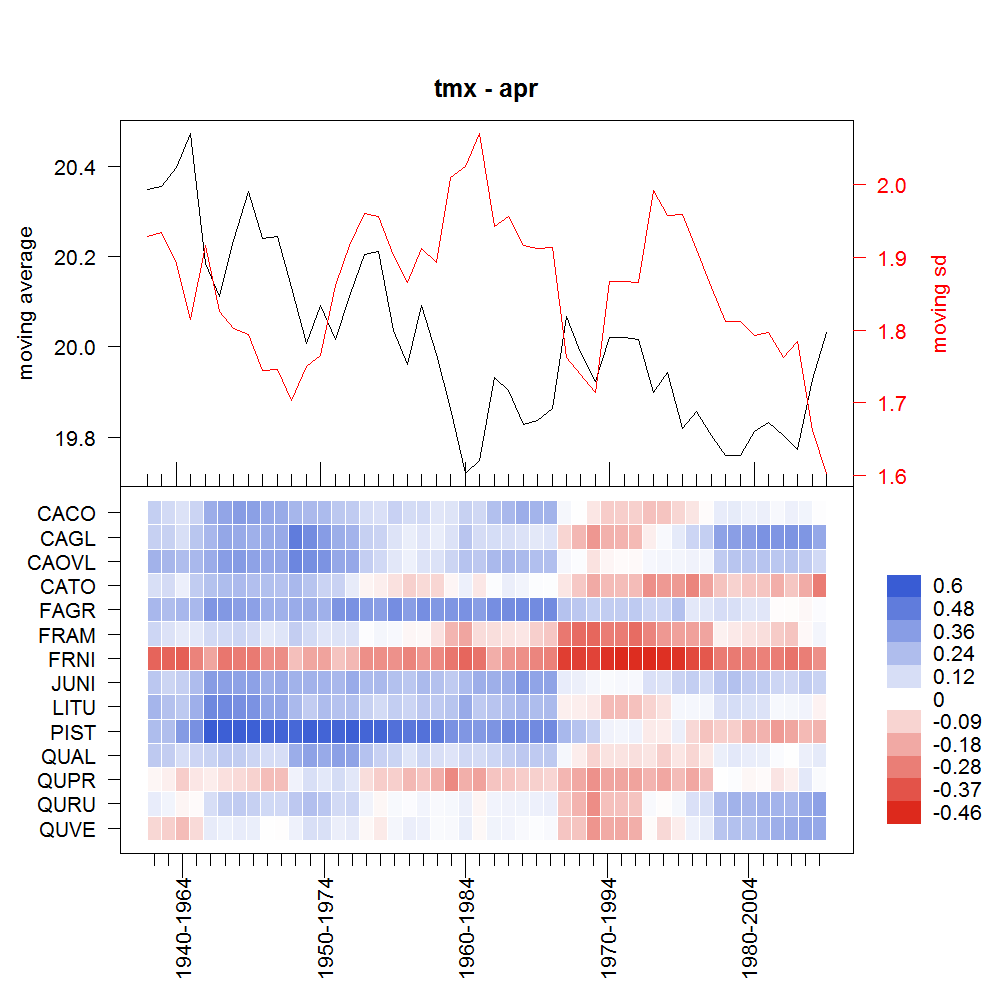 tmx - apr
moving average
20.4
20.2
20.0
19.8
2.0
1.9
1.8
1.7
1.6
moving sd
CACO
CAGL
CAOVL
CATO
FAGR
FRAM
FRNI
JUNI
LITU
PIST
QUAL
QUPR
QURU
QUVE
0.6
0.48
0.36
0.24
0.12
0
-0.09
-0.18
-0.28
-0.37
-0.46
1940-1964
1950-1974
1960-1984
1970-1994
1980-2004